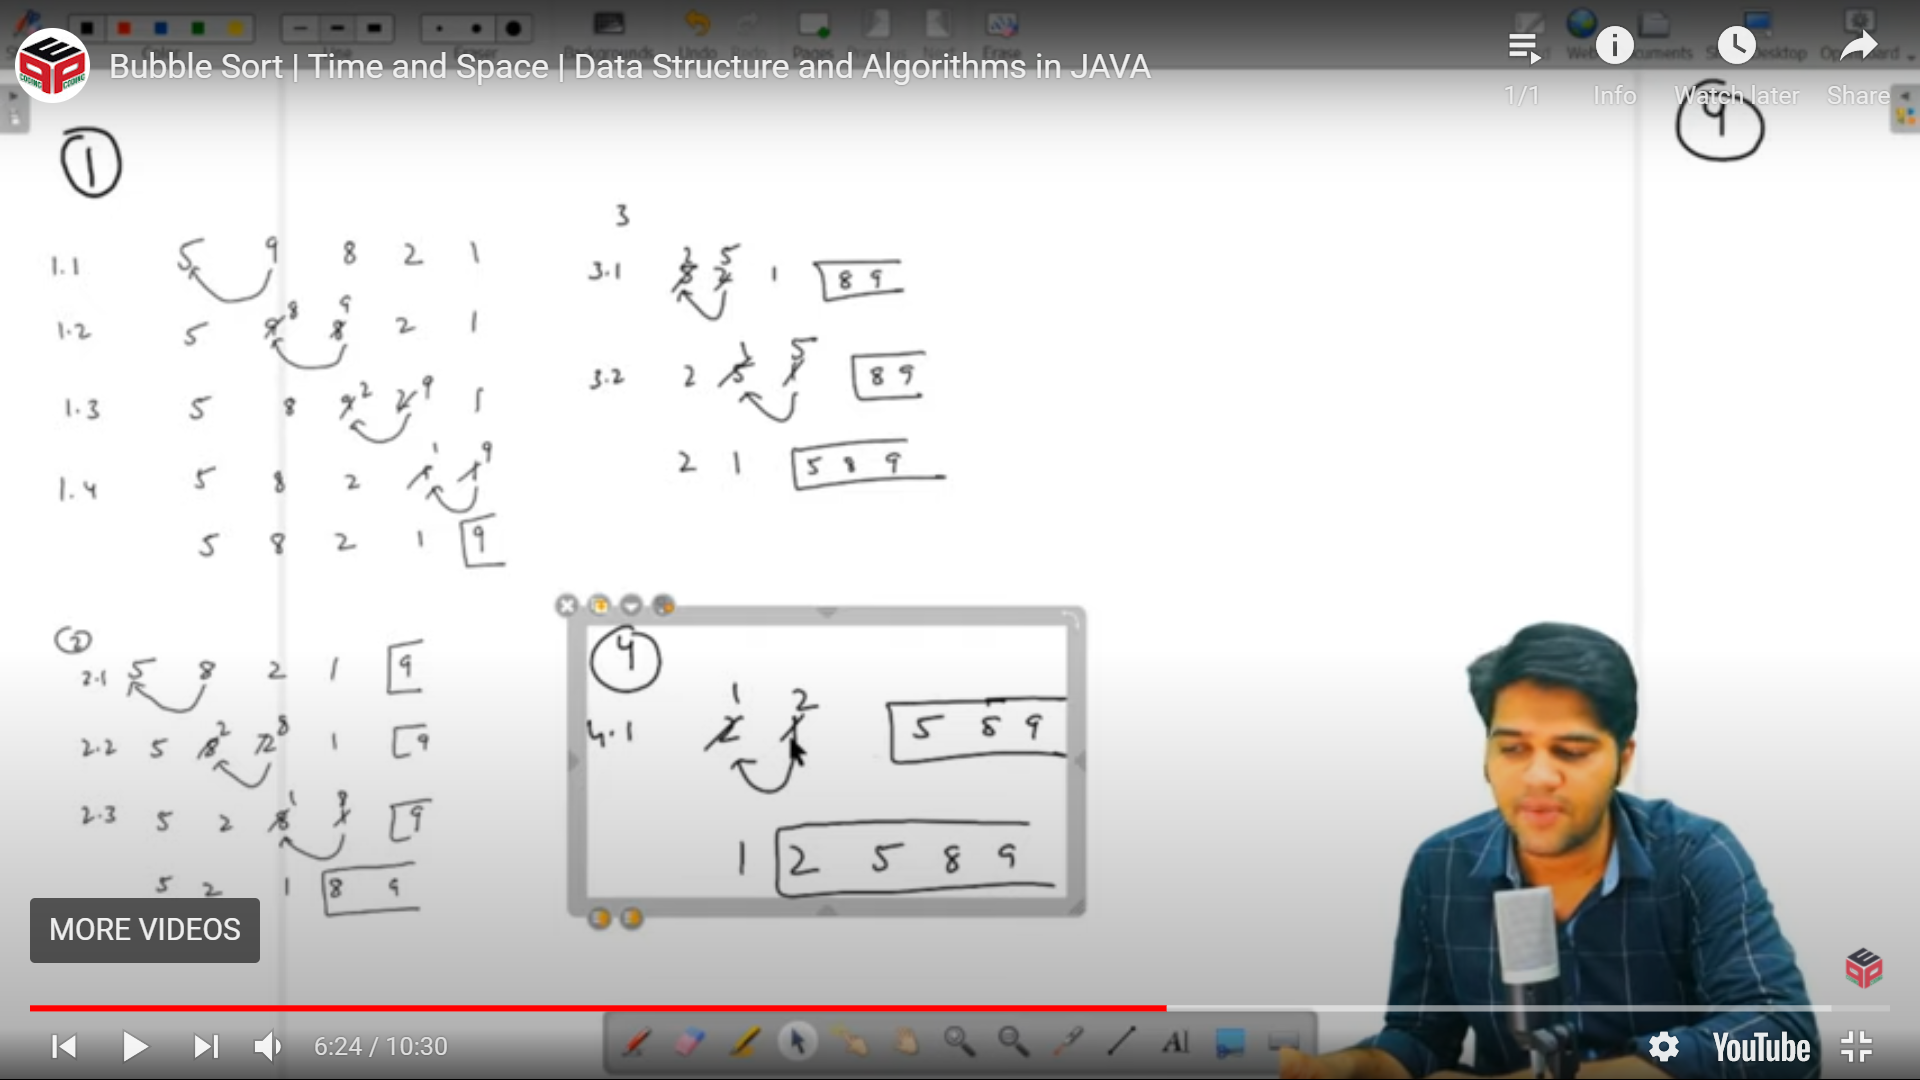 Bubble Sort | Time and Space | Data Structure and Algorithms in JAVA
1/1 Info Watch later Share
1
1.1 5 9 8 2 1
8 9
1.2 5 9 8 2 1
2 9
1.3 5 8 9 2 1
1 9
1.4 5 8 2 1
5 8 2 1 9
2
2.1 5 8 2 1 9
2 8
2.2 5 8 2 1 9
1 8
2.3 5 2 8 1 9
5 2 1 8 9
3
2 5
3.1 8 2 1 8 9
1 5
3.2 2 5 1 8 9
2 1 5 8 9
4
1 2
4.1 2 1 5 8 9
1 2 5 8 9
4
MORE VIDEOS
6:24 / 10:30
AI
YouTube